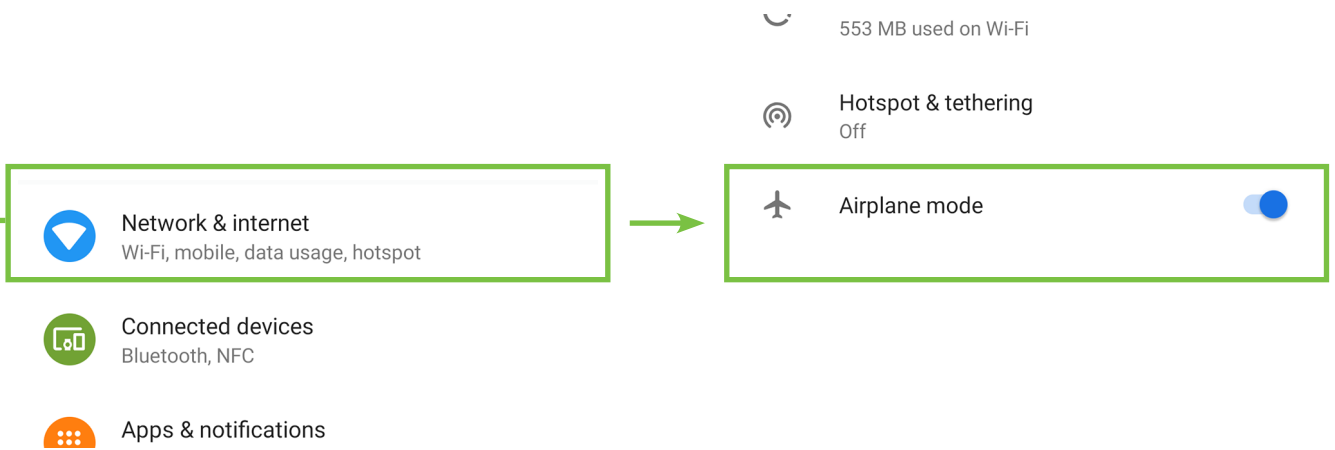 553 MB used on Wi-Fi
Hotspot & tethering
Off
Network & internet
Wi-Fi, mobile, data usage, hotspot
Airplane mode
Connected devices
Bluetooth, NFC
Apps & notifications